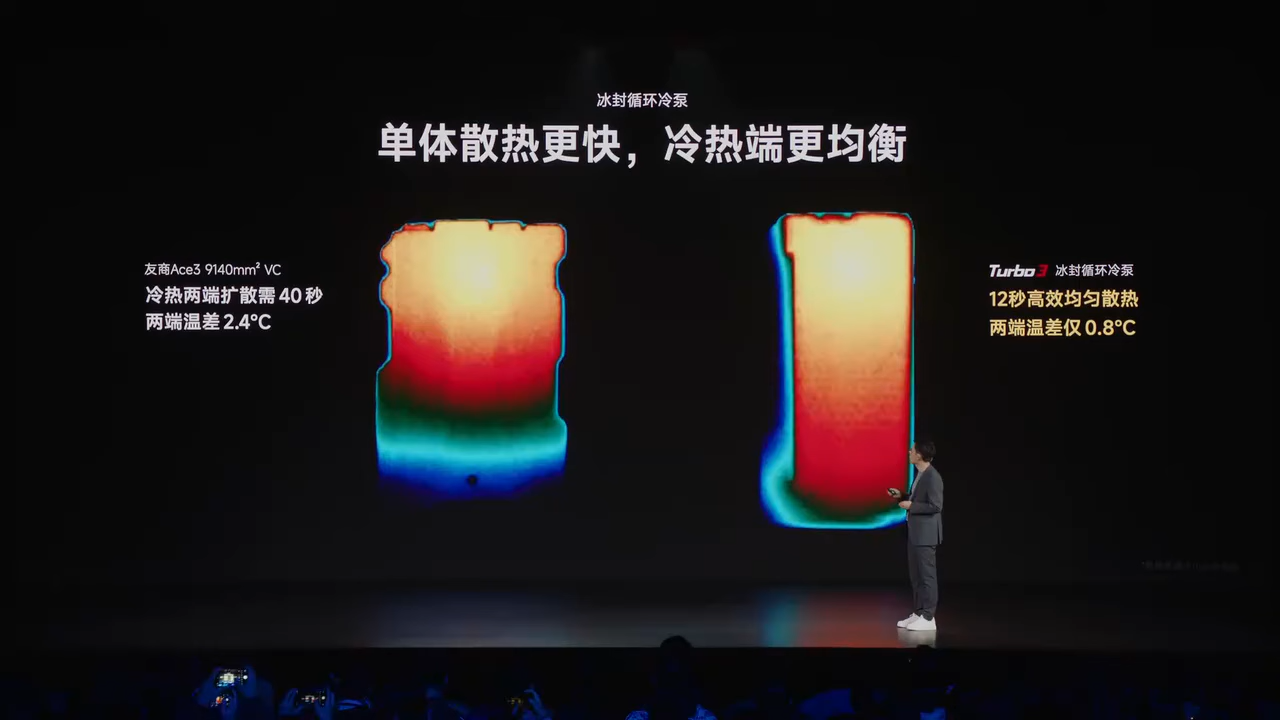 冰封循环冷泵
单体散热更快，冷热端更均衡
友商Ace3 9140mm² VC
冷热两端扩散需40秒
两端温差2.4℃
Turbo3 冰封循环冷泵
12秒高效均匀散热
两端温差仅0.8℃